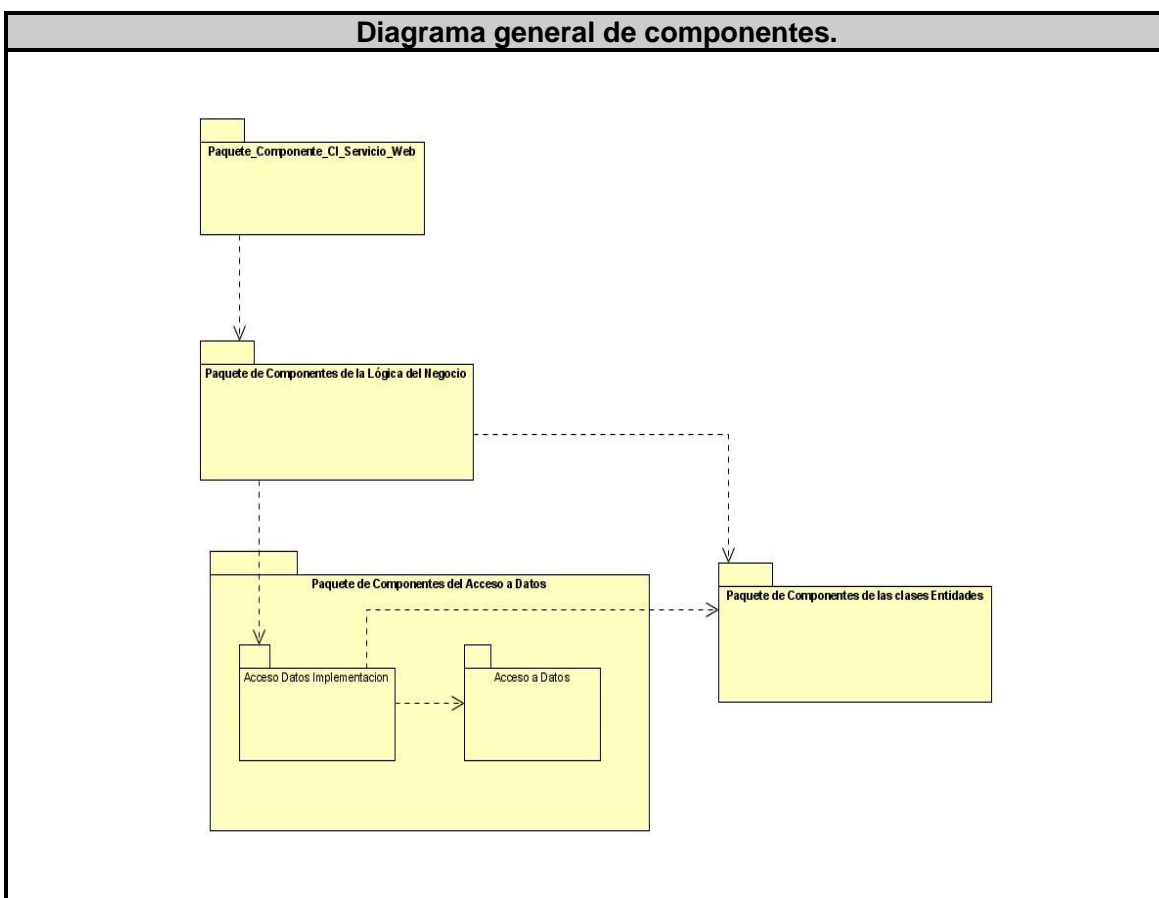 Diagrama general de componentes.
Paquete_Componente_CI_Servicio_Web
Paquete de Componentes de la Lógica del Negocio
Paquete de Componentes del Acceso a Datos
Paquete de Componentes de las clases Entidades
Acceso Datos Implementacion
Acceso a Datos